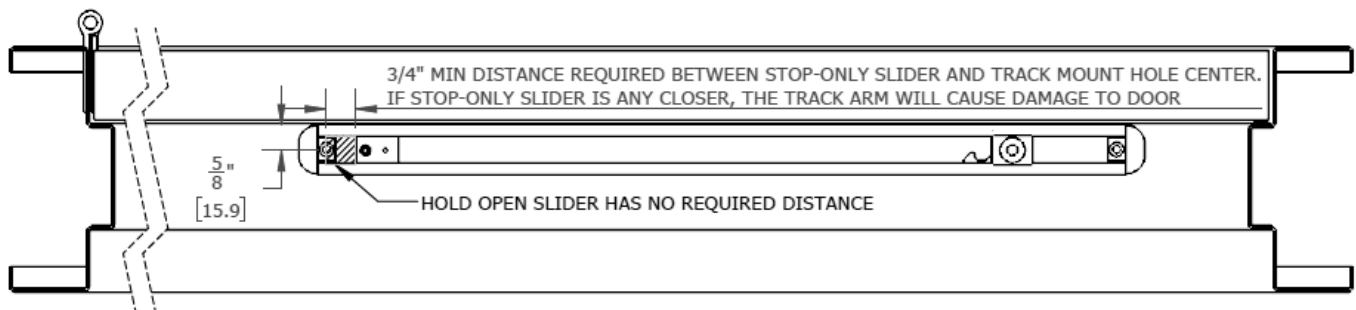 3/4" MIN DISTANCE REQUIRED BETWEEN STOP-ONLY SLIDER AND TRACK MOUNT HOLE CENTER.
IF STOP-ONLY SLIDER IS ANY CLOSER, THE TRACK ARM WILL CAUSE DAMAGE TO DOOR
5/8"
[15.9]
HOLD OPEN SLIDER HAS NO REQUIRED DISTANCE